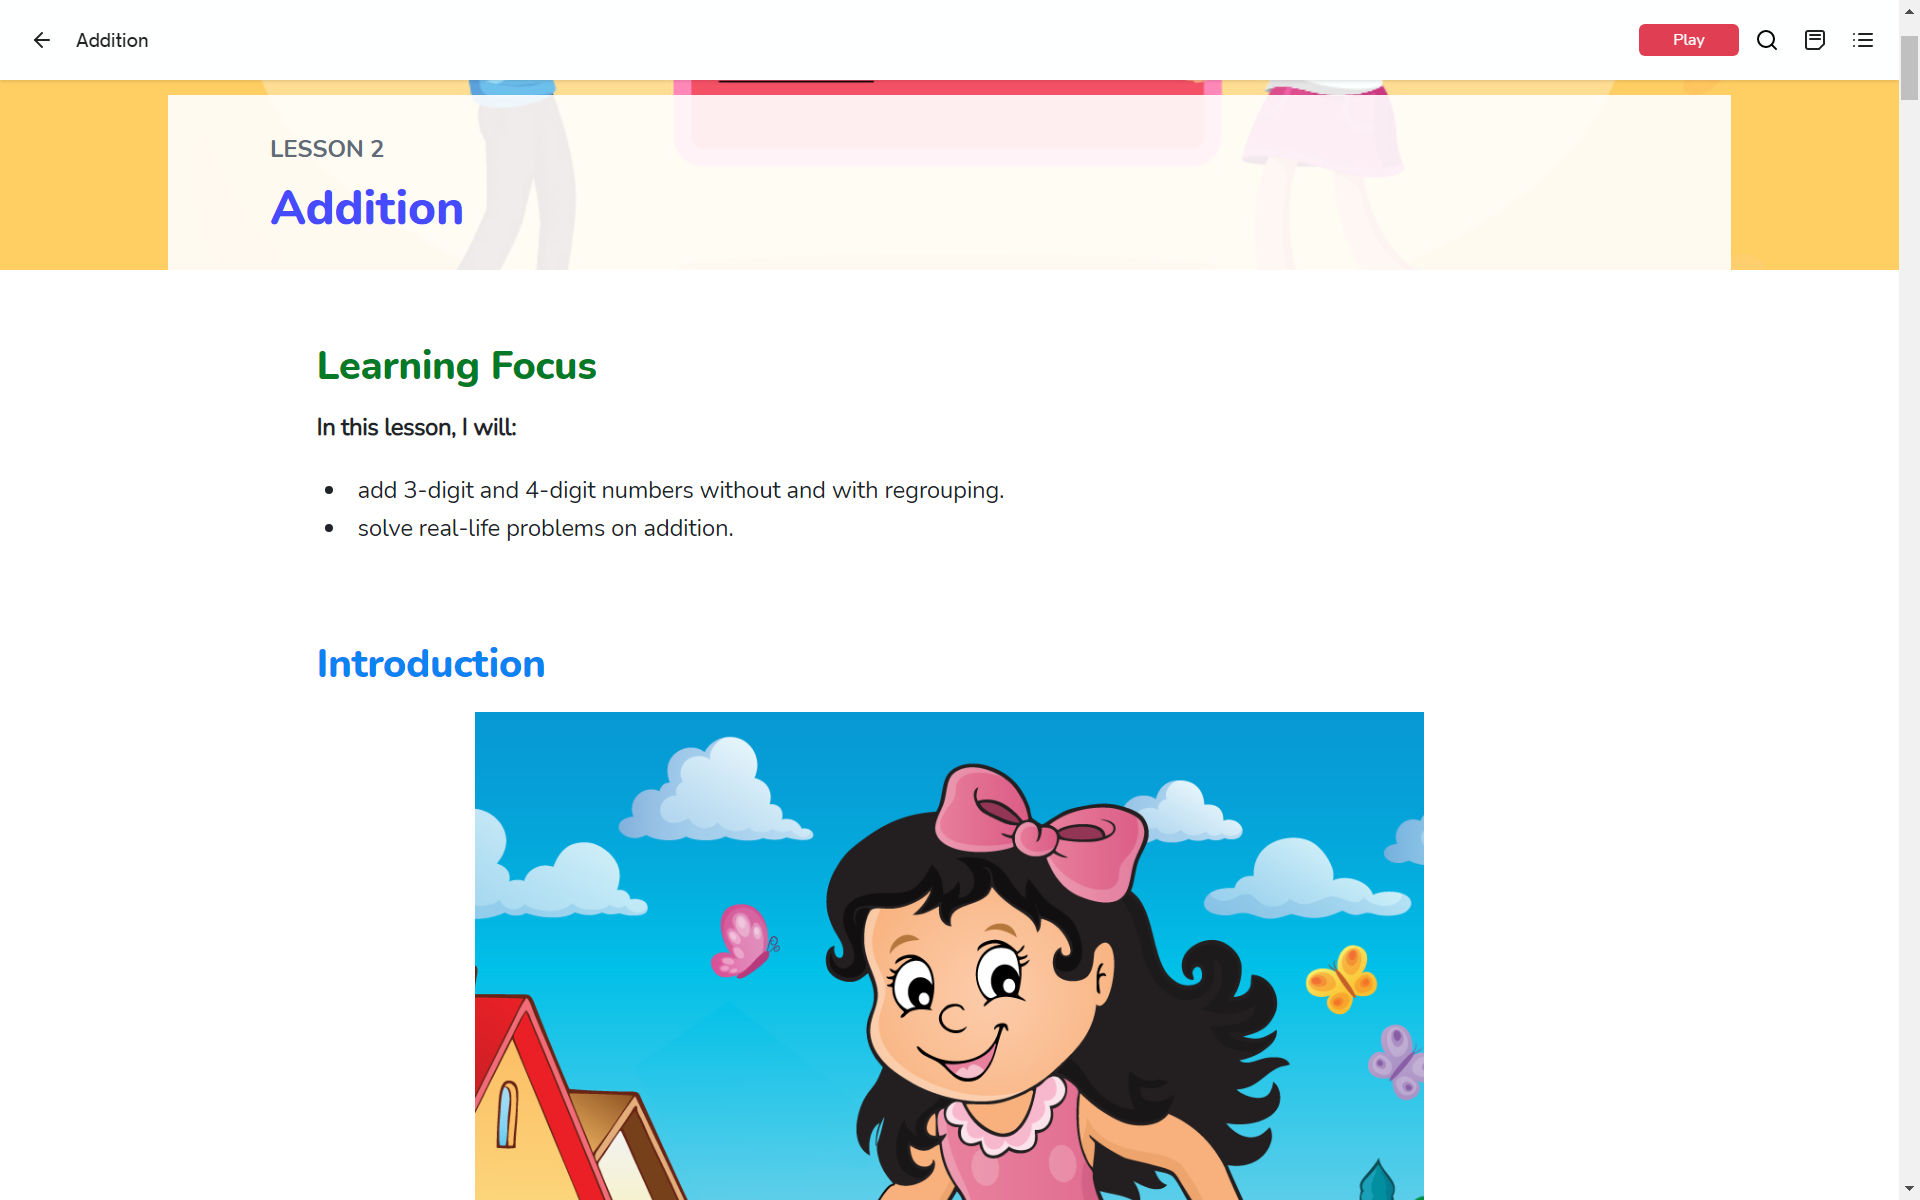 Addition
Play
LESSON 2
Addition
Learning Focus
In this lesson, I will:
• add 3-digit and 4-digit numbers without and with regrouping.
• solve real-life problems on addition.
Introduction